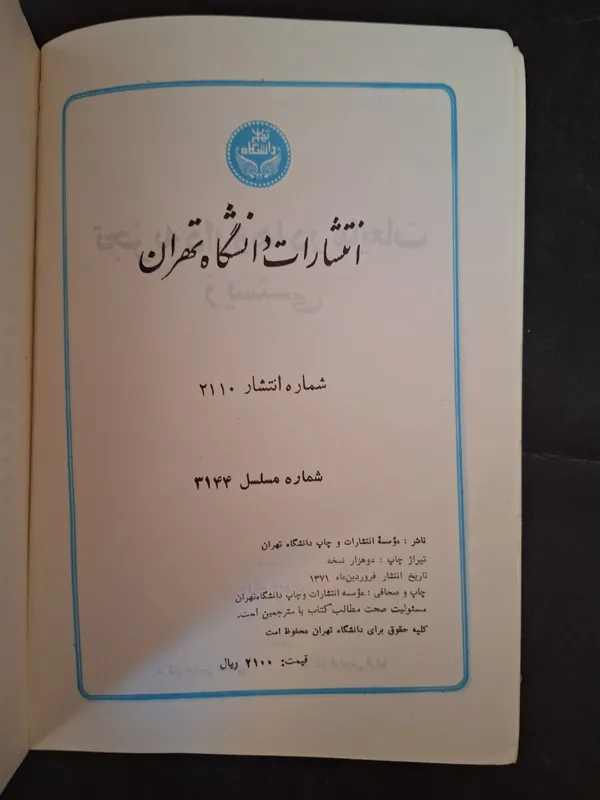 دانشگاه تهران
انتشارات دانشگاه تهران
شماره انتشار ۲۱۱۰
شماره مسلسل ۳۱۴۴
ناشر : مؤسسهٔ انتشارات و چاپ دانشگاه تهران
تیراژ چاپ : دوهزار نسخه
تاریخ انتشار فروردین‌ماه ۱۳۷۱
چاپ و صحافی : مؤسسه انتشارات و چاپ دانشگاه‌تهران
مسئولیت صحت مطالب کتاب با مترجمین است.
کلیه حقوق برای دانشگاه تهران محفوظ است
قیمت: ۲۱۰۰ ریال